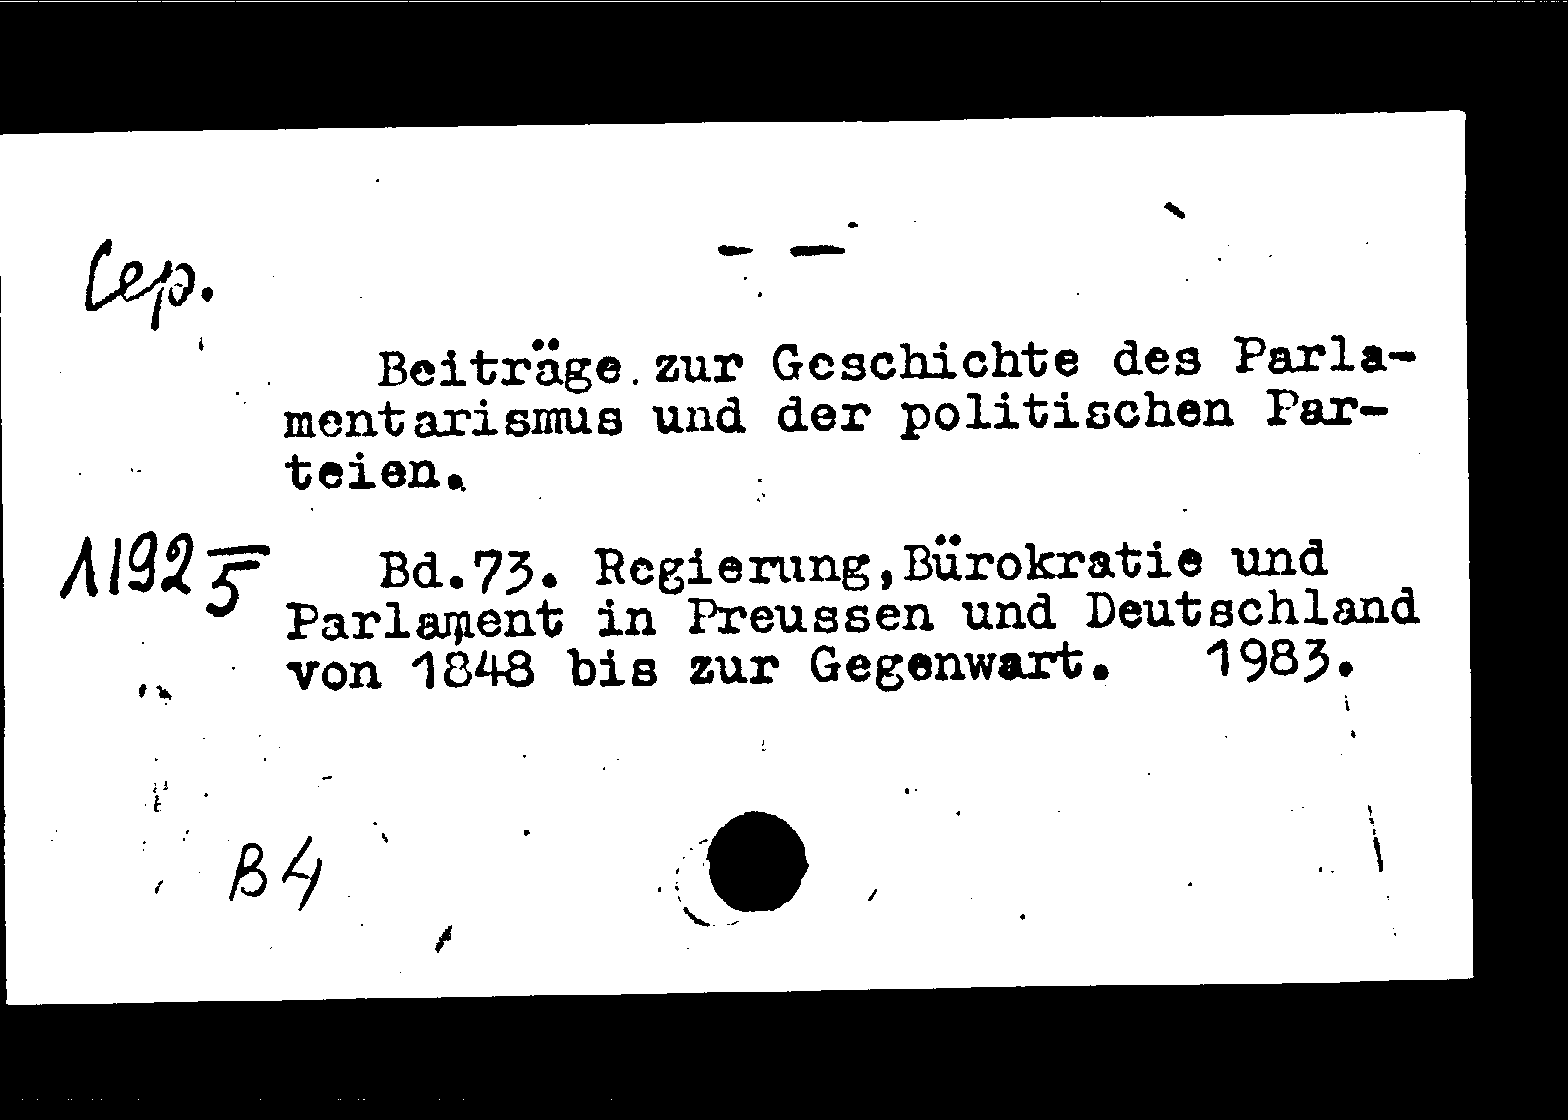 Сер.
Beiträge zur Geschichte des Parla-
mentarismus und der politischen Par-
teien.
11925 Bd.73. Regierung,Bürokratie und
Parlament in Preussen und Deutschland
von 1848 bis zur Gegenwart. 1983.
B4